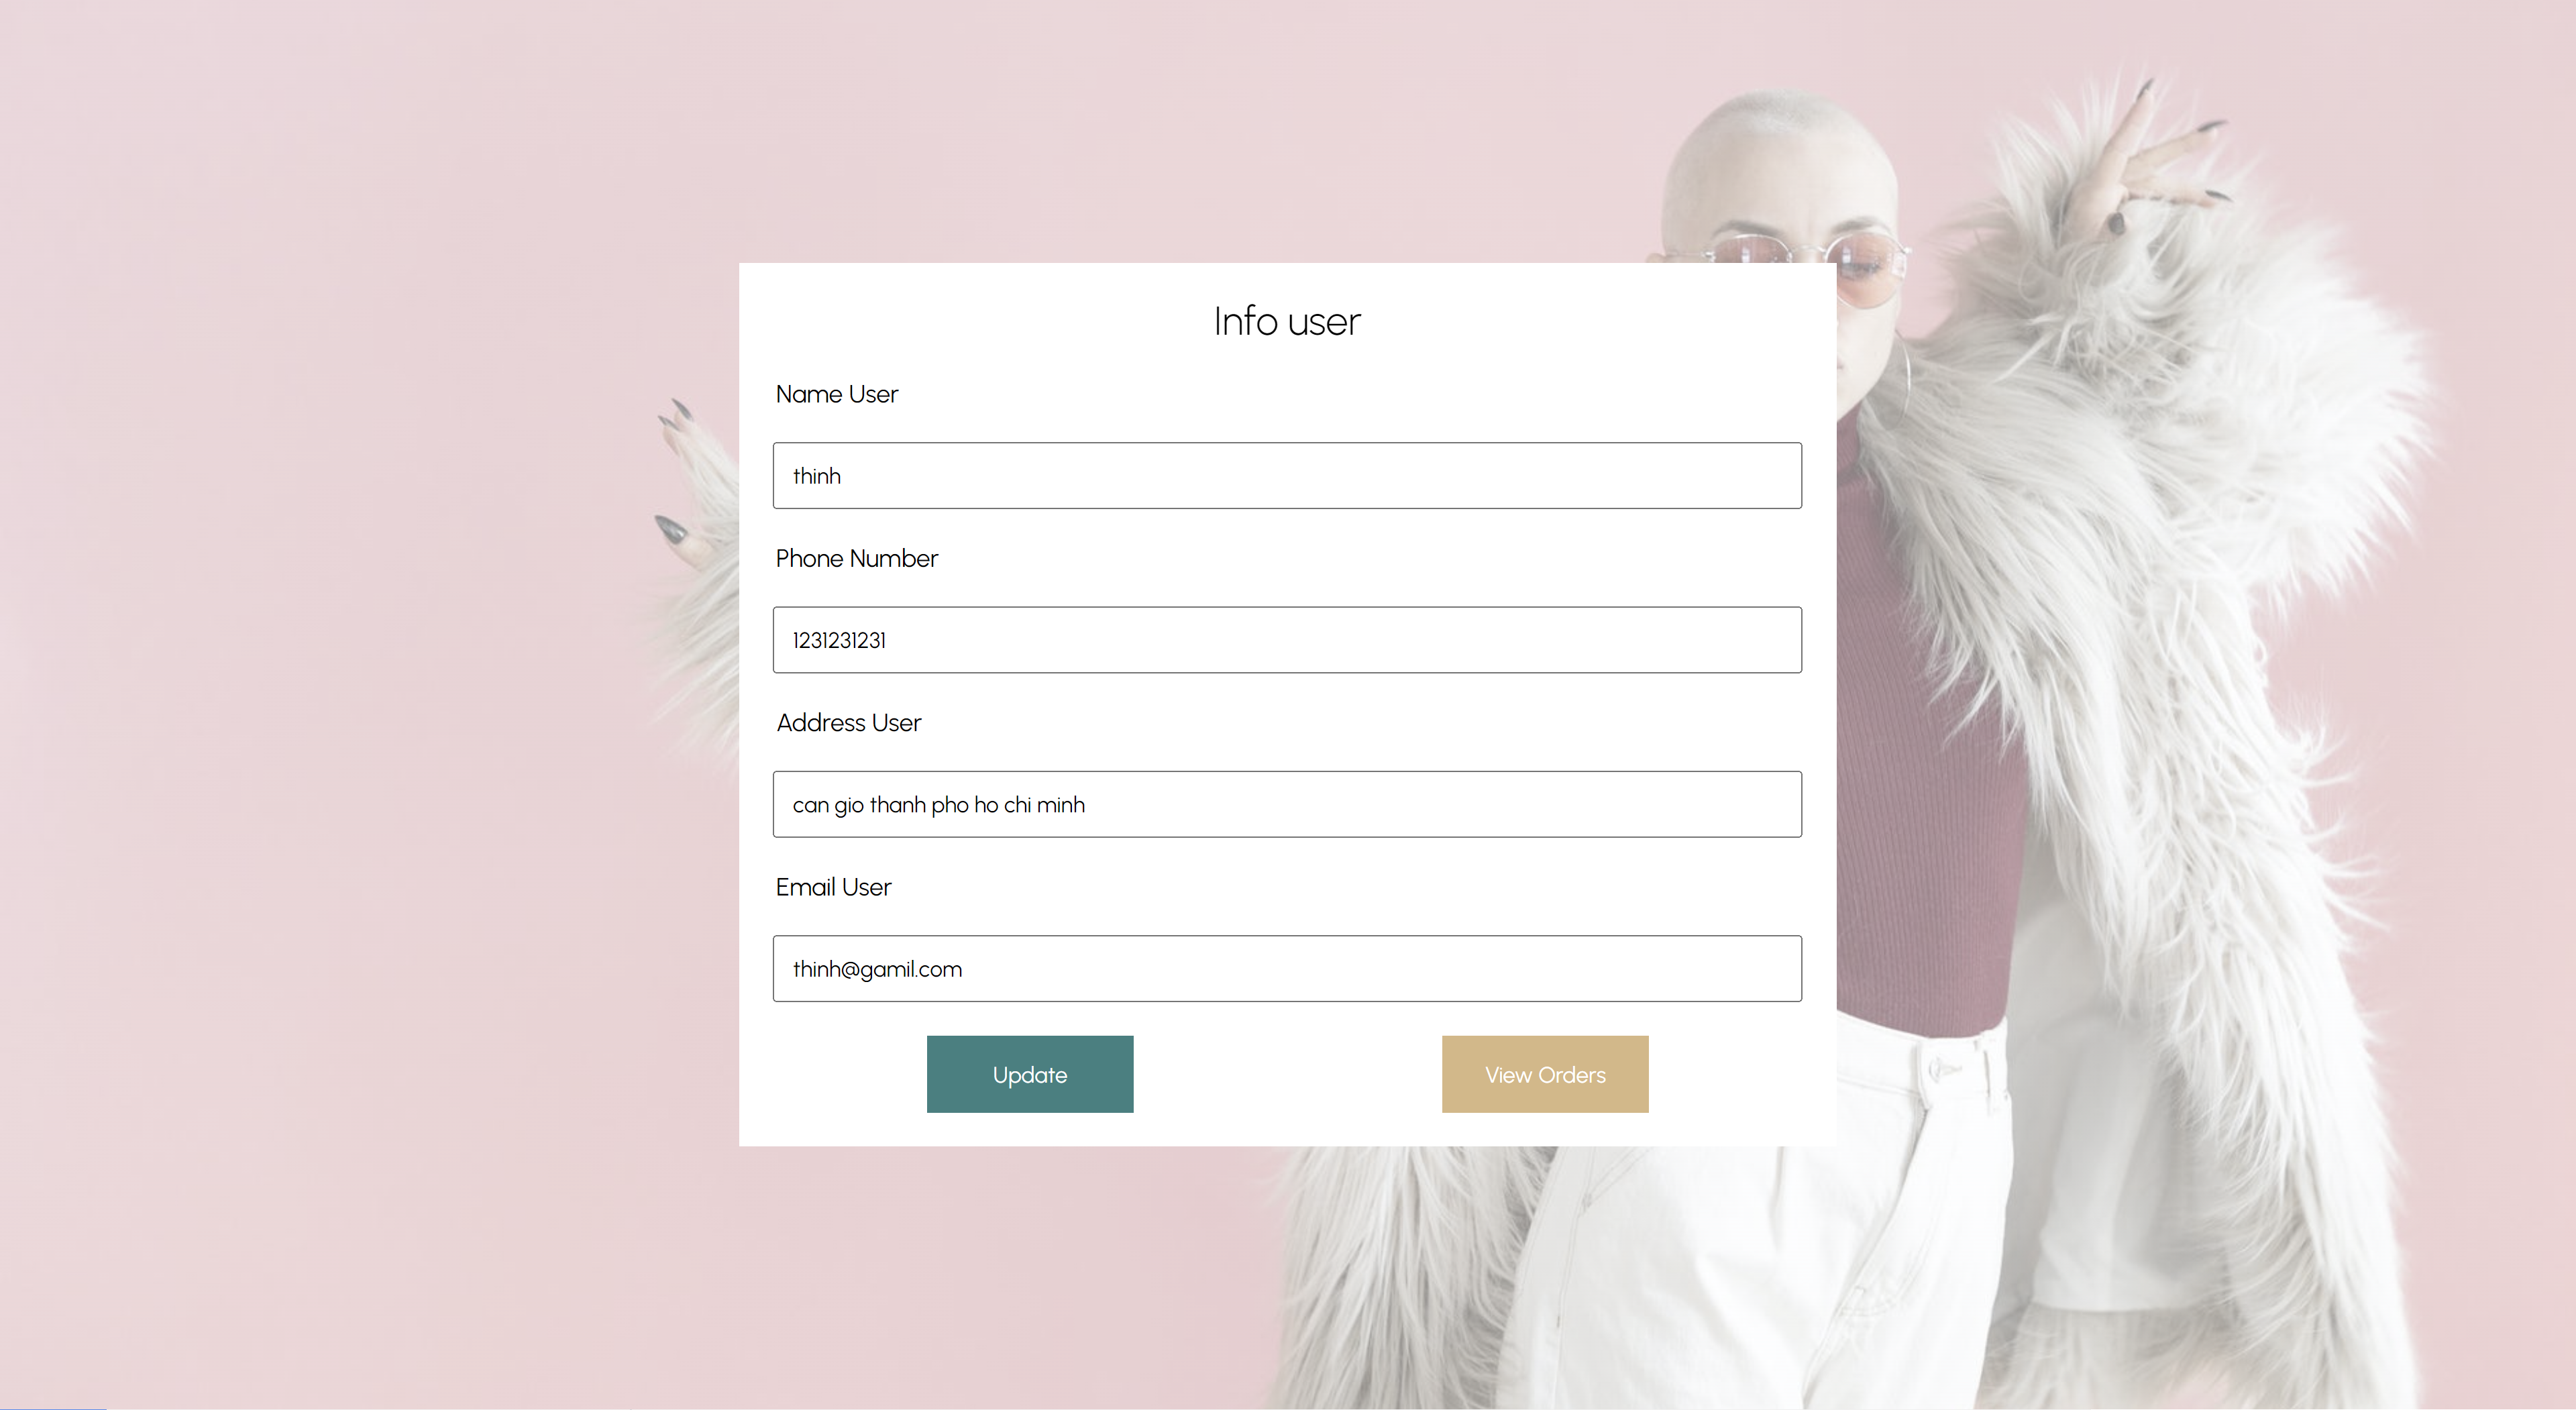 Info user
Name User
thinh
Phone Number
1231231231
Address User
can gio thanh pho ho chi minh
Email User
thinh@gamil.com
Update
View Orders